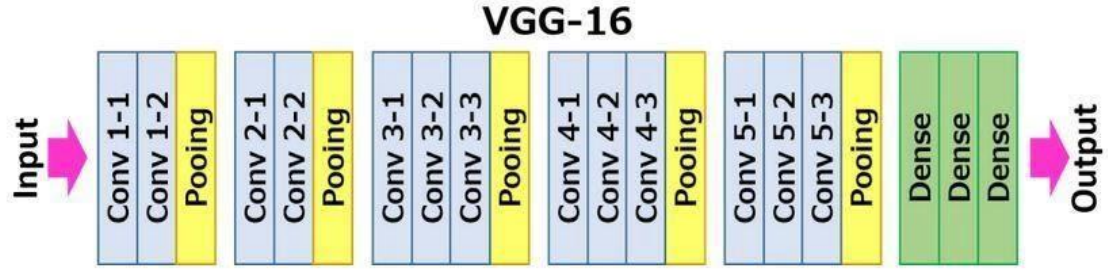 VGG-16
Input
Conv 1-1
Conv 1-2
Pooing
Conv 2-1
Conv 2-2
Pooing
Conv 3-1
Conv 3-2
Conv 3-3
Pooing
Conv 4-1
Conv 4-2
Conv 4-3
Pooing
Conv 5-1
Conv 5-2
Conv 5-3
Pooing
Dense
Dense
Dense
Output